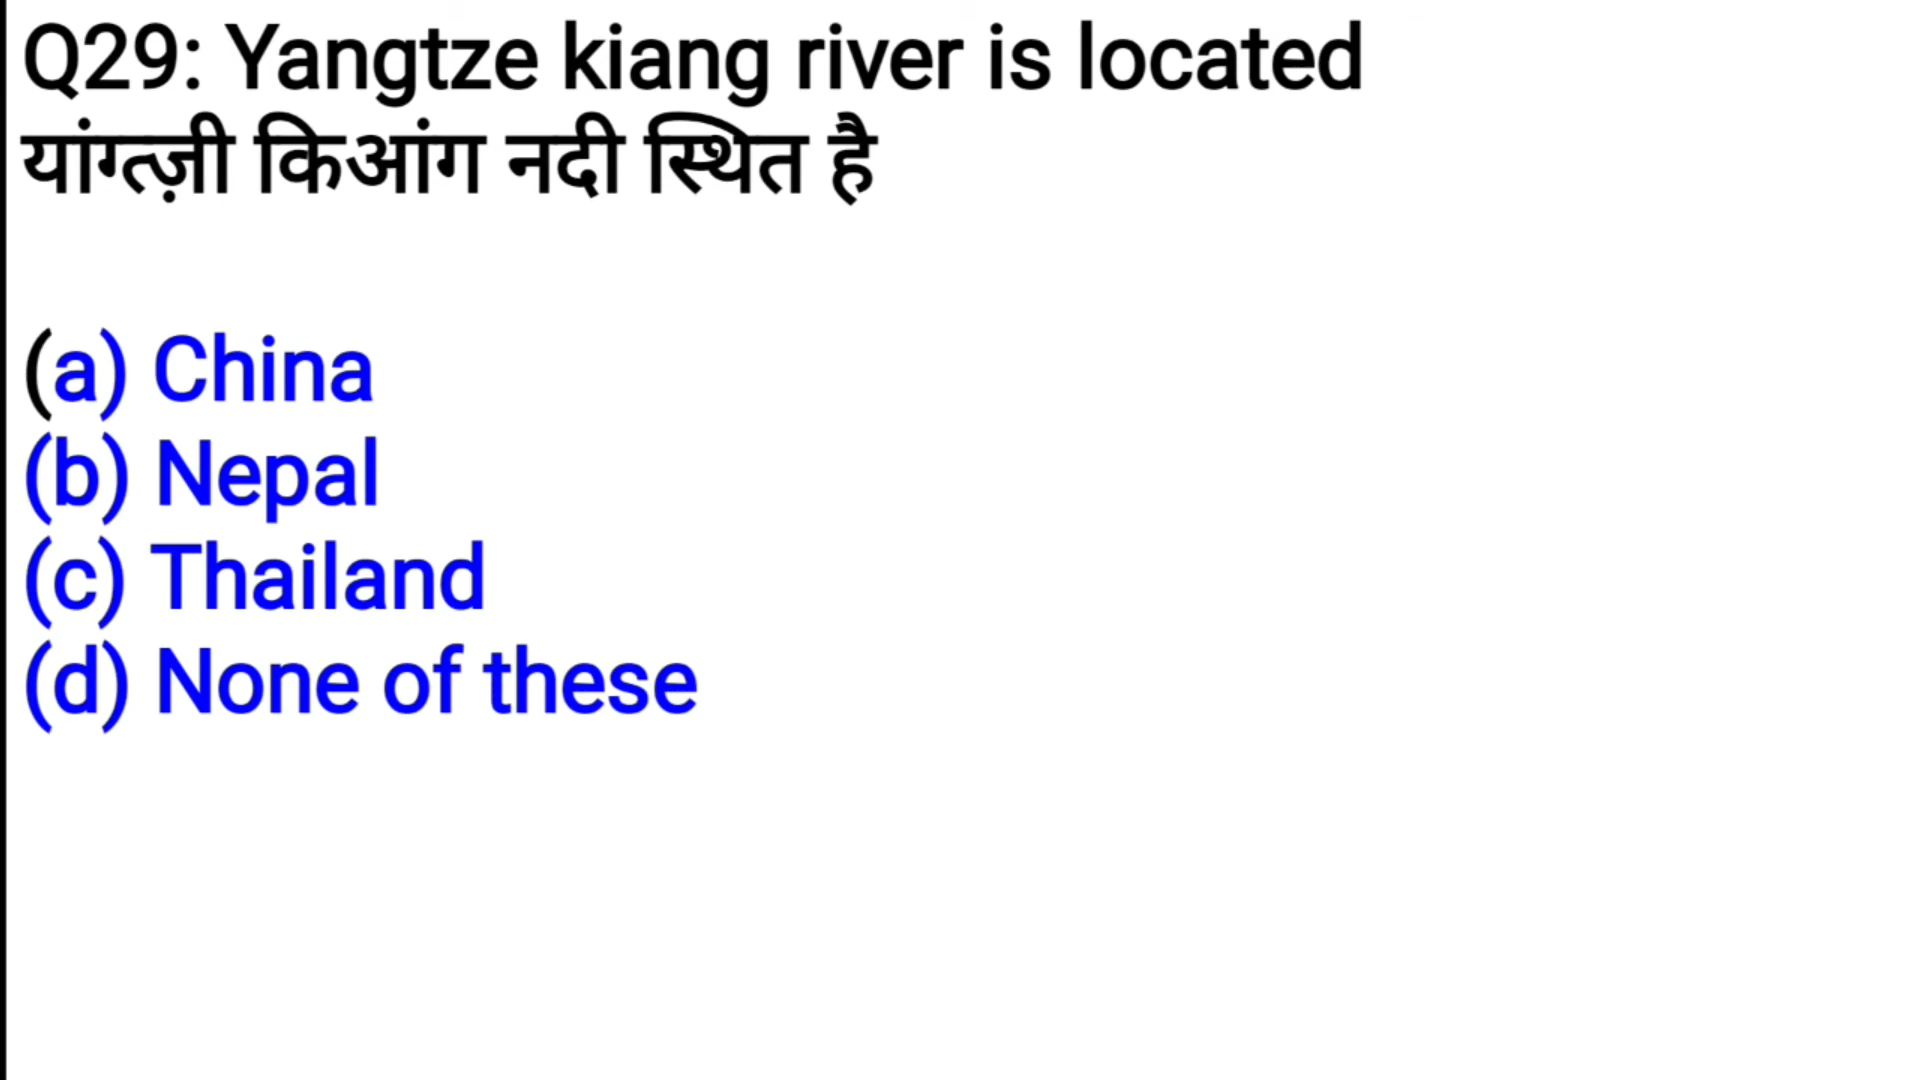 Q29: Yangtze kiang river is located
यांग्त्ज़ी किआंग नदी स्थित है
(a) China
(b) Nepal
(c) Thailand
(d) None of these